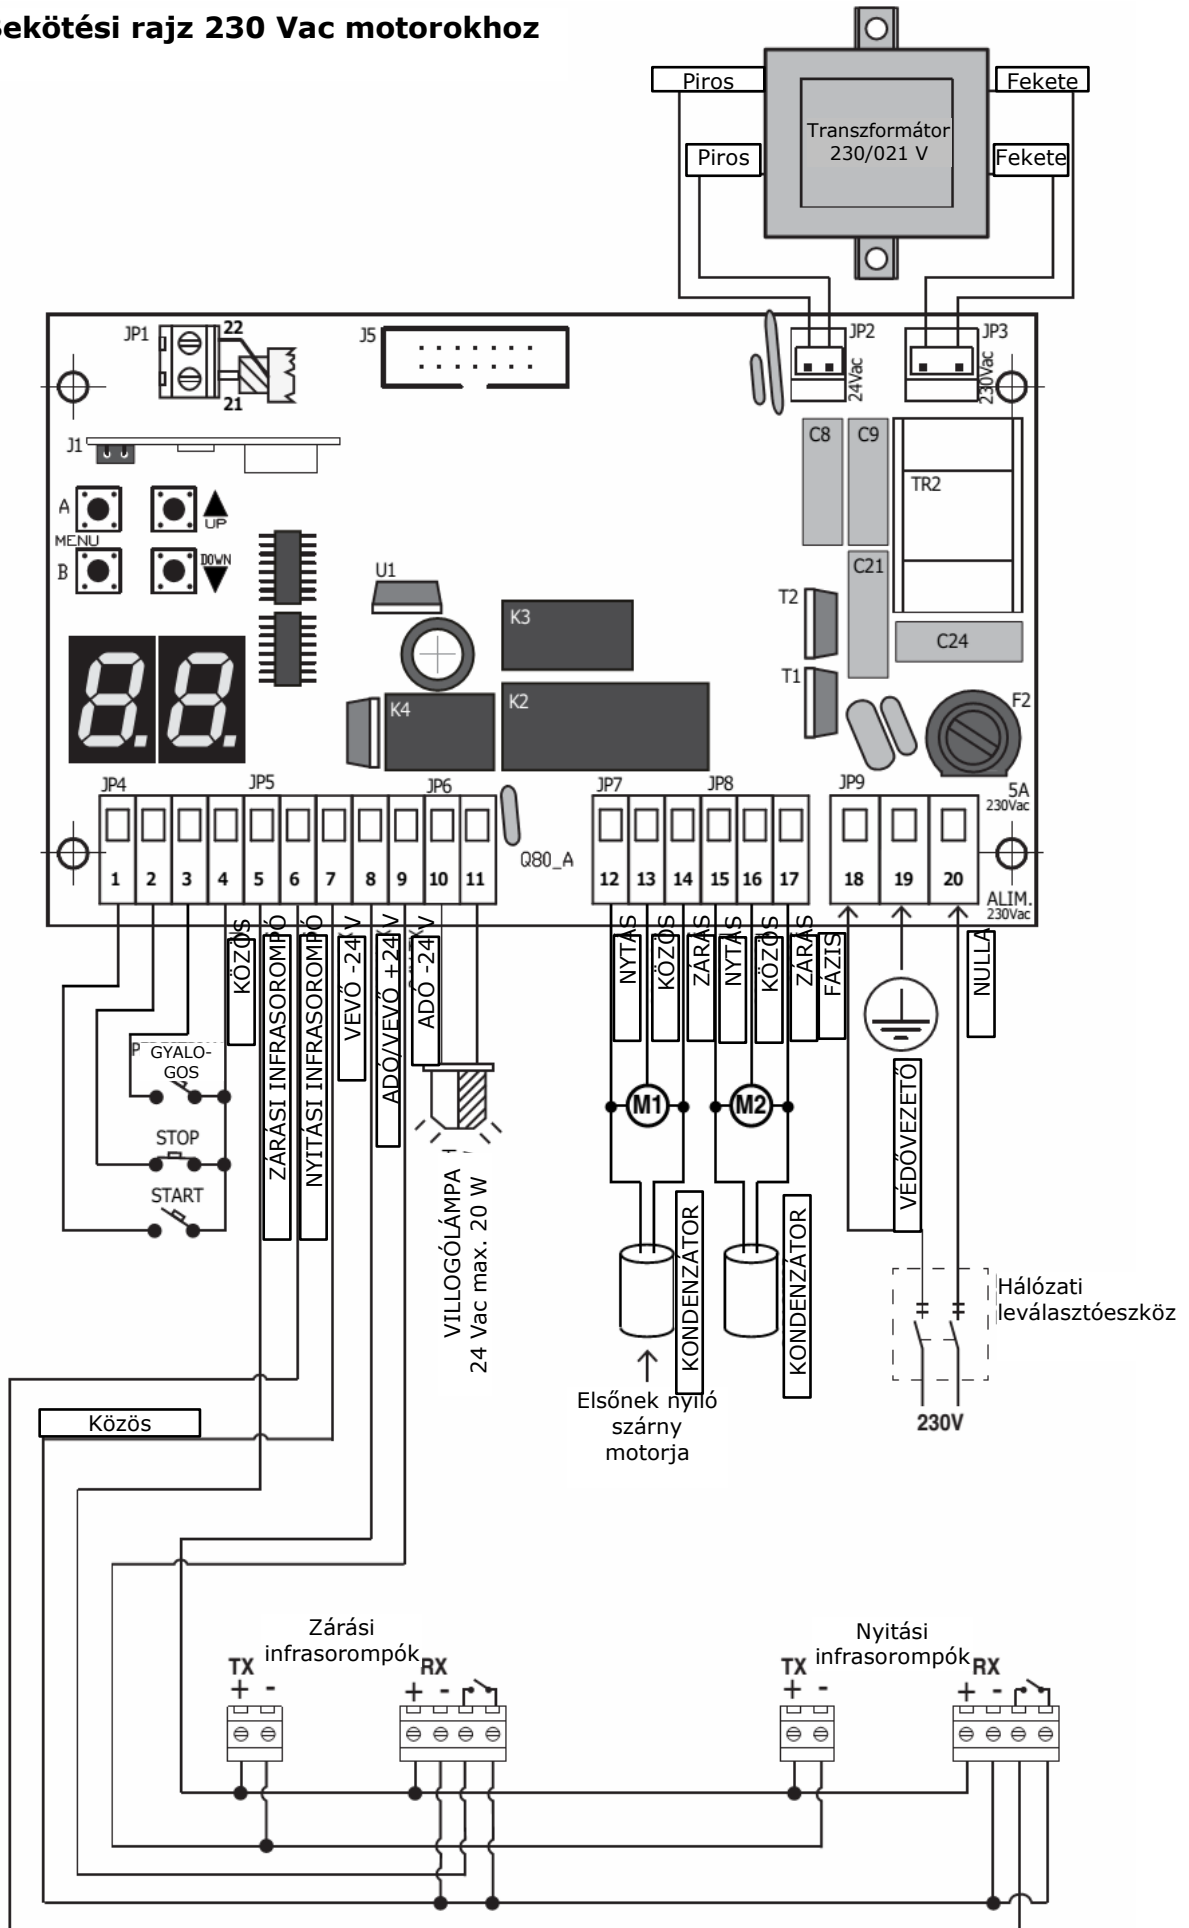 Bekötési rajz 230 Vac motorokhoz
Piros
Fekete
Transzformátor
230/021 V
Piros
Fekete
JP1
22
21
J5
JP2
24Vac
JP3
230Vac
J1
A
UP
MENU
B
DOWN
C8
C9
TR2
C21
C24
U1
K3
T2
T1
K4
K2
F2
8.8.
JP4
JP5
JP6
JP7
JP8
JP9
5A
230Vac
Q80_A
1 2 3 4 5 6 7 8 9 10 11
12 13 14 15 16 17
18 19 20
ALIM.
230Vac
KÖZÖS
ZÁRÁSI INFRASOROMPÓ
NYITÁSI INFRASOROMPÓ
VEVŐ -24 V
ADÓ/VEVŐ +24 V
ADÓ -24 V
NYTÁS
KÖZÖS
ZÁRÁS
NYTÁS
KÖZÖS
ZÁRÁS
FÁZIS
NULLA
P
GYALO-
GOS
STOP
START
M1
M2
VÉDŐVEZETŐ
VILLOGÓLÁMPA
24 Vac max. 20 W
KONDENZÁTOR
KONDENZÁTOR
Hálózati
leválasztóeszköz
230V
Elsőnek nyíló
szárny
motorja
Közös
Zárási
infrasorompók
TX
+ -
RX
+ -
Nyitási
infrasorompók
TX
+ -
RX
+ -